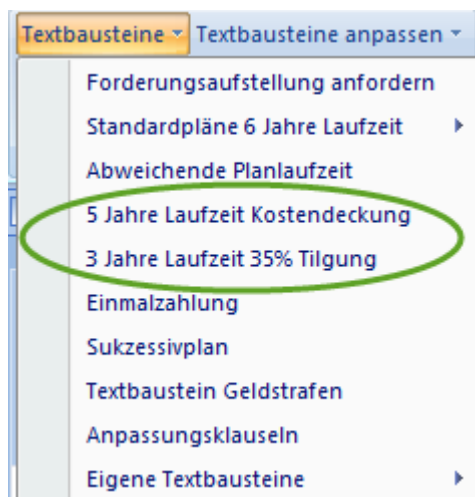 Textbausteine Textbausteine anpassen
Forderungsaufstellung anfordern
Standardpläne 6 Jahre Laufzeit
Abweichende Planlaufzeit
5 Jahre Laufzeit Kostendeckung
3 Jahre Laufzeit 35% Tilgung
Einmalzahlung
Sukzessivplan
Textbaustein Geldstrafen
Anpassungsklauseln
Eigene Textbausteine